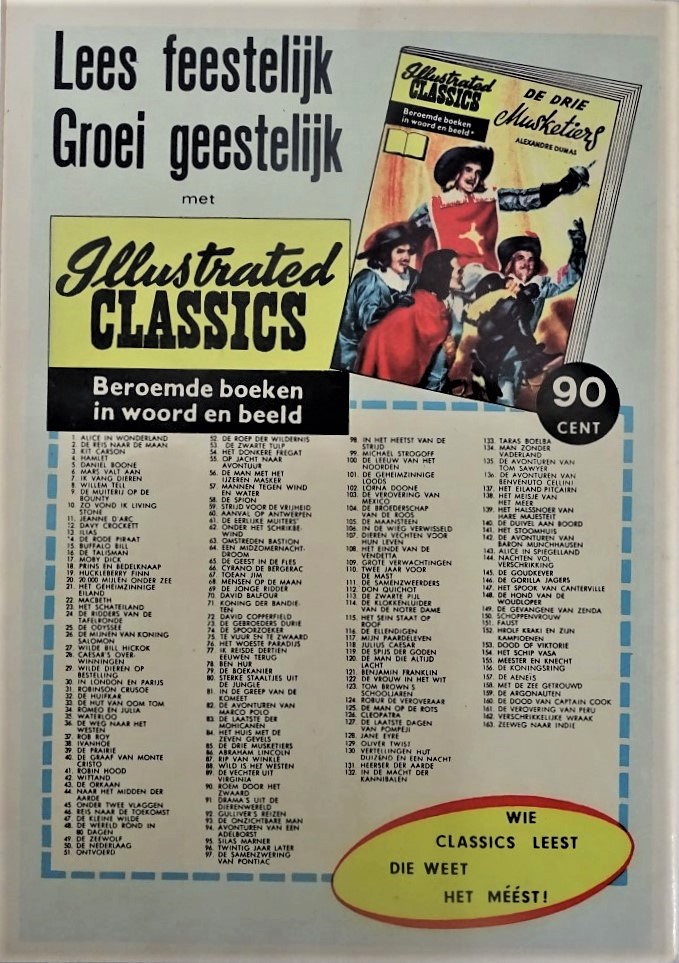 Lees feestelijk
Groei geestelijk
met
Illustrated
CLASSICS
Beroemde boeken
in woord en beeld
Illustrated
CLASSICS
Beroemde boeken
in woord en beeld
DE DRIE
Musketiers
ALEXANDRE DUMAS
90
CENT
1. ALICE IN WONDERLAND
2. DE REIS NAAR DE MAAN
3. KIT CARSON
4. HAMLET
5. DANIEL BOONE
6. MARS VALT AAN
7. IK VANG DIEREN
8. WILLEM TELL
9. DE MUITERIJ OP DE
BOUNTY
10. ZO VOND IK LIVING
STONE
11. JEANNE D'ARC
12. DAVY CROCKETT
13. ILIAS
14. DE RODE PIRAAT
15. BUFFALO BILL
16. DE TALISMAN
17. MOBY DICK
18. PRINS EN BEDELKNAAP
19. HUCKLEBERRY FINN
20. 20.000 MIJLEN ONDER ZEE
21. HET GEHEIMZINNIGE
EILAND
22. MACBETH
23. HET SCHATEILAND
24. DE RIDDERS VAN DE
TAFELRONDE
25. DE ODYSSEE
26. DE MIJNEN VAN KONING
SALOMON
27. WILDE BILL HICKOK
28. CAESAR'S OVER-
WINNINGEN
29. WILDE DIEREN OP
BESTELLING
30. IN LONDON EN PARIJS
31. ROBINSON CRUSOE
32. DE HUIFKAR
33. DE HUT VAN OOM TOM
34. ROMEO EN JULIA
35. WATERLOO
36. DE WEG NAAR HET
WESTEN
37. ROB ROY
38. IVANHOE
39. DE PRAIRIE
40. DE GRAAF VAN MONTE
CRISTO
41. ROBIN HOOD
42. WITTAND
43. DE ORKAAN
44. NAAR HET MIDDEN DER
AARDE
45. ONDER TWEE VLAGGEN
46. REIS NAAR DE TOEKOMST
47. DE KLEINE WILDE
48. DE WERELD ROND IN
80 DAGEN
49. DE ZEEWOLF
50. DE NEDERLAAG
51. ONTVOERD
52. DE ROEP DER WILDERNIS
53. DE ZWARTE TULP
54. HET DONKERE FREGAT
55. OP JACHT NAAR
AVONTUUR
56. DE MAN MET HET
IJZEREN MASKER
57. MANNEN TEGEN WIND
EN WATER
58. DE SPION
59. STRIJD VOOR DE VRIJHEID
60. AANVAL OP ANTWERPEN
61. DE EERLIJKE MUITERS
62. ONDER HET SCHRIKBE-
WIND
63. OMSTREDEN BASTION
64. EEN MIDZOMERNACHT-
DROOM
65. DE GEEST IN DE FLES
66. CYRANO DE BERGERAC
67. TOEAN JIM
68. MENSEN OP DE MAAN
69. DE JONGE RIDDER
70. DAVID BALFOUR
71. KONING DER BANDIE-
TEN
72. DAVID COPPERFIELD
73. DE GEBROEDERS DURIE
74. DE SPOORZOEKER
75. TE VUUR EN TE ZWAARD
76. HET WOESTE PARADIJS
77. IK REISDE DERTIEN
EEUWEN TERUG
78. BEN HUR
79. DE BOEKANIER
80. STERKE STAALTJES UIT
DE JUNGLE
81. IN DE GREEP VAN DE
KOMEET
82. DE AVONTUREN VAN
MARCO POLO
83. DE LAATSTE DER
MOHICANEN
84. HET HUIS MET DE
ZEVEN GEVELS
85. DE DRIE MUSKETIERS
86. ABRAHAM LINCOLN
87. RIP VAN WINKLE
88. WILD IS HET WESTEN
89. DE VECHTER UIT
VIRGINIA
90. ROEM DOOR HET
ZWAARD
91. DRAMA'S UIT DE
DIERENWERELD
92. GULLIVER'S REIZEN
93. DE ONZICHTBARE MAN
94. AVONTUREN VAN EEN
ADELBORST
95. SILAS MARNER
96. TWINTIG JAAR LATER
97. DE SAMENZWERING
VAN PONTIAC
98. IN HET HEETST VAN DE
STRIJD
99. MICHAEL STROGOFF
100. DE LEEUW VAN HET
NOORDEN
101. DE GEHEIMZINNIGE
LOODS
102. LORNA DOONE
103. DE VEROVERING VAN
MEXICO
104. DE BROEDERSCHAP
VAN DE ROOS
105. DE MAANSTEEN
106. IN DE WIEG VERWISSELD
107. DIEREN VECHTEN VOOR
HUN LEVEN
108. HET EINDE VAN DE
VENDETTA
109. GROTE VERWACHTINGEN
110. TWEE JAAR VOOR
DE MAST
111. DE SAMENZWEERDERS
112. DON QUICHOT
113. DE ZWARTE PIJL
114. DE KLOKKENLUIDER
VAN DE NOTRE DAME
115. HET SEIN STAAT OP
ROOF
116. DE ELLENDIGEN
117. MIJN PAARDELEVEN
118. JULIUS CAESAR
119. DE SPIJS DER GODEN
120. DE MAN DIE ALTIJD
LACHT
121. BENJAMIN FRANKLIN
122. DE VROUW IN HET WIT
123. TOM BROWN'S
SCHOOLJAREN
124. ROBUR DE VEROVERAAR
125. DE MAN OP DE ROTS
126. CLEOPATRA
127. DE LAATSTE DAGEN
VAN POMPEJI
128. JANE EYRE
129. OLIVER TWIST
130. VERTELLINGEN HUT
DUIZEND EN EEN NACHT
131. HEERSER DER AARDE
132. IN DE MACHT DER
KANNIBALEN
133. TARAS BOELBA
134. MAN ZONDER
VADERLAND
135. DE AVONTUREN VAN
TOM SAWYER
136. DE AVONTUREN VAN
BENVENUTO CELLINI
137. HET EILAND PITCAIRN
138. HET MEISJE VAN
HET MEER
139. HET HALSSNOER VAN
HARE MAJESTEIT
140. DE DUIVEL AAN BOORD
141. HET STOOMHUIS
142. DE AVONTUREN VAN
BARON MUNCHHAUSEN
143. ALICE IN SPIEGELLAND
144. NACHTEN VOL
VERSCHRIKKING
145. DE GOUDKEVER
146. DE GORILLA JAGERS
147. HET SPOOK VAN CANTERVILLE
148. DE HOND VAN DE
WOUDLOPER
149. DE GEVANGENE VAN ZENDA
150. SCHOPPENVROUW
151. FAUST
152. HROLF KRAKI EN ZIJN
KAMPIOENEN
153. DOOD OF VIKTORIE
154. HET SCHIP VASA
155. MEESTER EN KNECHT
156. DE KONINGSRING
157. DE AENEIS
158. MET DE ZEE GETROUWD
159. DE ARGONAUTEN
160. DE DOOD VAN CAPTAIN COOK
161. DE VEROVERING VAN PERU
162. VERSCHRIKKELIJKE WRAAK
163. ZEEWEG NAAR INDIE
WIE
CLASSICS LEEST
DIE WEET
HET MÉÉST!